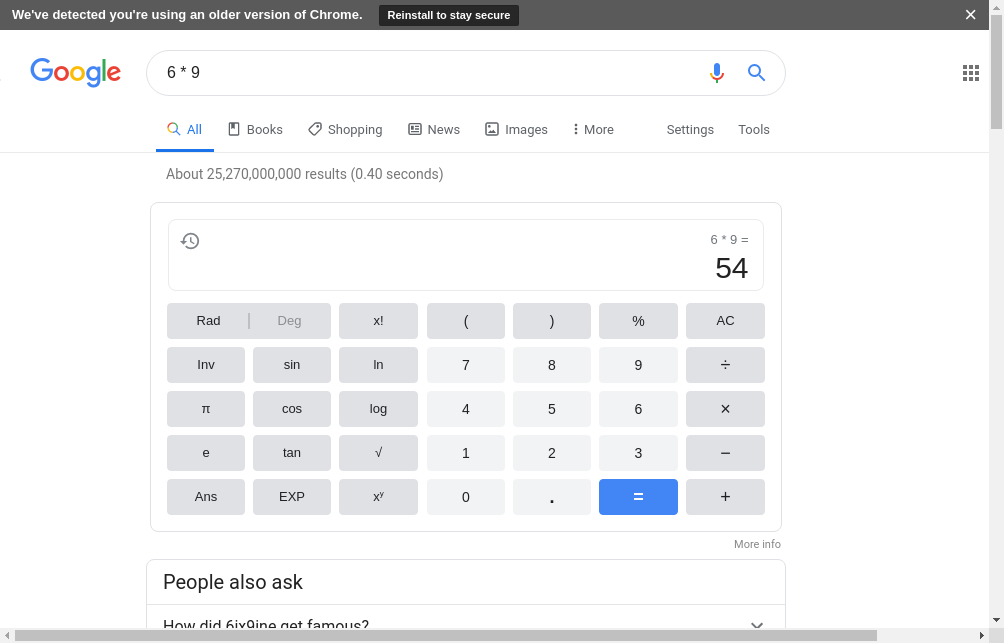 We've detected you're using an older version of Chrome. Reinstall to stay secure
Google
6 * 9
All Books Shopping News Images More Settings Tools
About 25,270,000,000 results (0.40 seconds)
6 * 9 =
54
Rad Deg x! ( ) % AC
Inv sin ln 7 8 9 ÷
π cos log 4 5 6 ×
e tan √ 1 2 3 −
Ans EXP xʸ 0 . = +
More info
People also ask
How did 6ix9ine get famous?